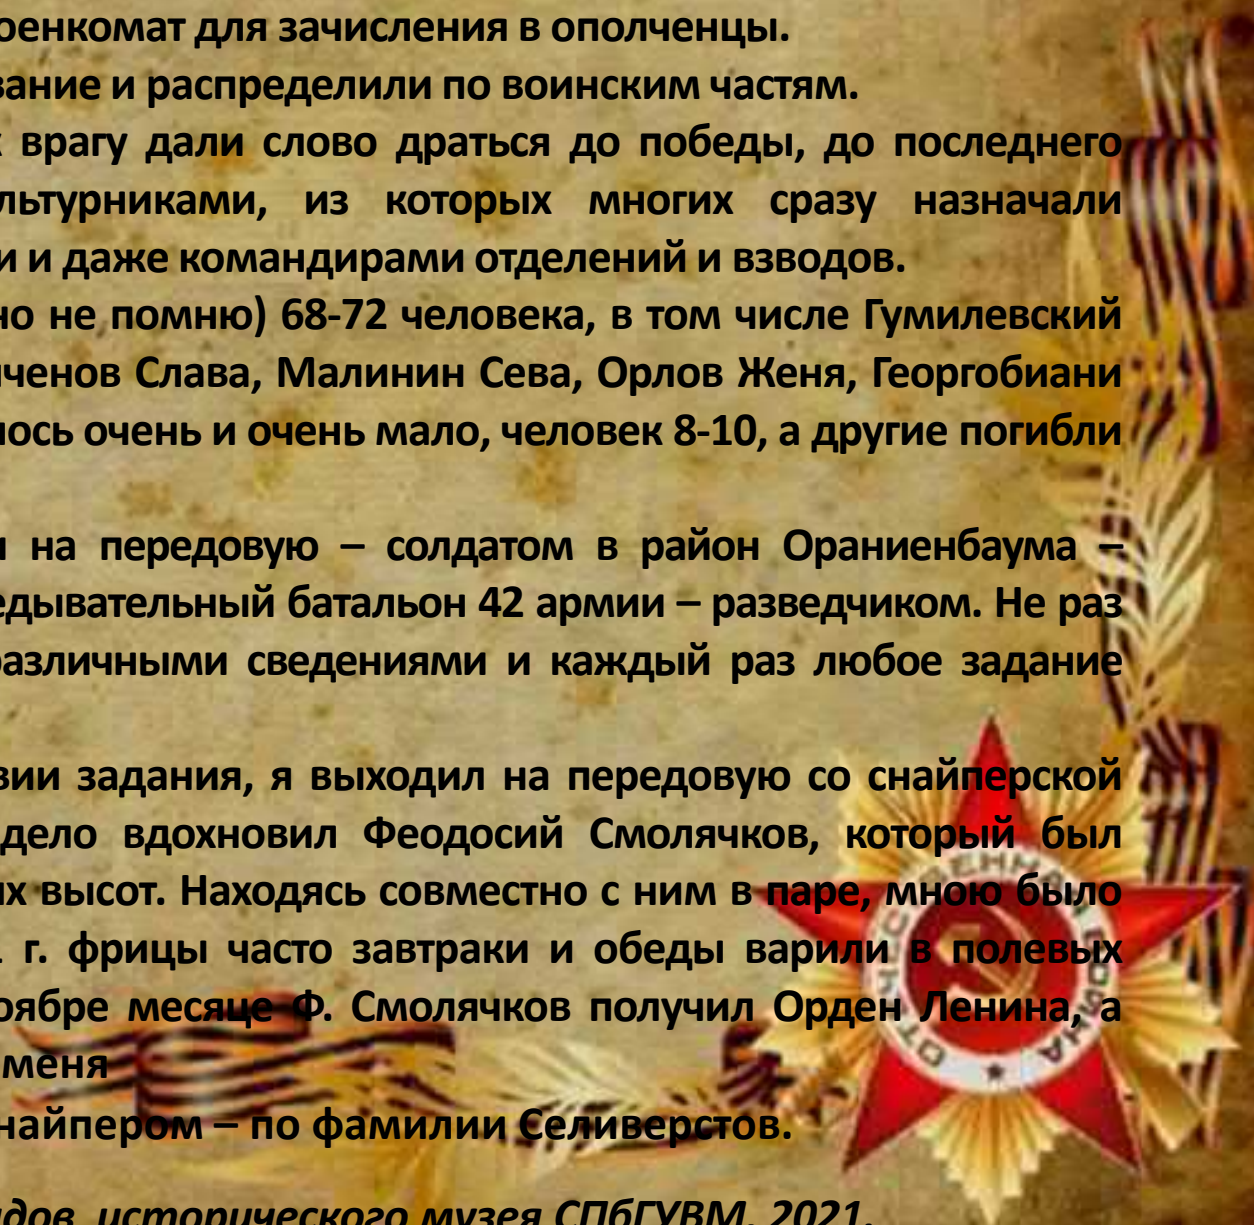 оенкомат для зачисления в ополченцы.
вание и распределили по воинским частям.
к врагу дали слово драться до победы, до последнего
льтурниками, из которых многих сразу назначали
и и даже командирами отделений и взводов.
но не помню) 68-72 человека, в том числе Гумилевский
ченов Слава, Малинин Сева, Орлов Женя, Георгобиани
лось очень и очень мало, человек 8-10, а другие погибли
на передовую – солдатом в район Ораниенбаума –
едывательный батальон 42 армии – разведчиком. Не раз
различными сведениями и каждый раз любое задание
вии задания, я выходил на передовую со снайперской
дело вдохновил Феодосий Смолячков, который был
их высот. Находясь совместно с ним в паре, мною было
г. фрицы часто завтраки и обеды варили в полевых
оябре месяце Ф. Смолячков получил Орден Ленина, а
меня
найпером – по фамилии Селиверстов.
дов исторического музея СПбГУВМ, 2021.
ОТЕЧЕСТВЕННАЯ ВОЙНА